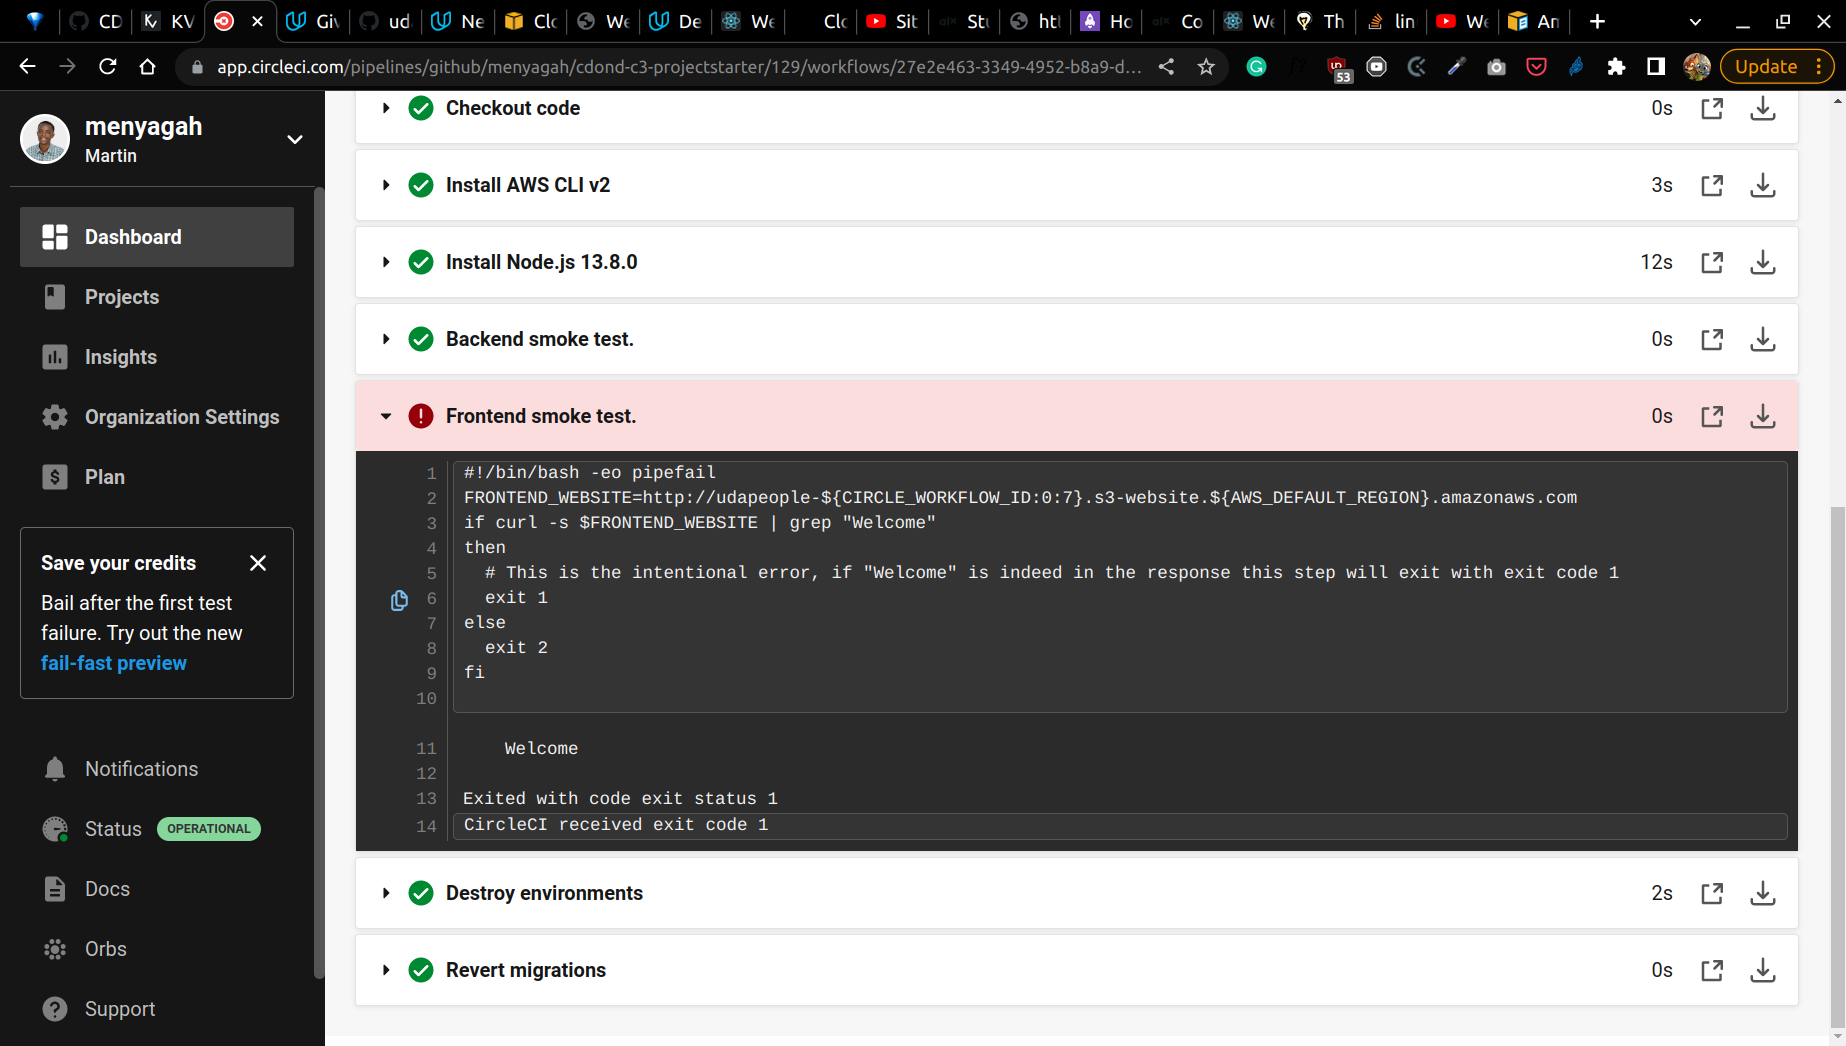 CD
KV
Giv
ud
Ne
Clc
We
De
We
Clc
Sit
Stu
htt
Ho
Co
We
Th
lin
We
An
app.circleci.com/pipelines/github/menyagah/cdond-c3-projectstarter/129/workflows/27e2e463-3349-4952-b8a9-d...
53
Update
menyagah
Martin
Dashboard
Projects
Insights
Organization Settings
Plan
Save your credits
Bail after the first test
failure. Try out the new
fail-fast preview
Notifications
Status OPERATIONAL
Docs
Orbs
Support
Checkout code 0s
Install AWS CLI v2 3s
Install Node.js 13.8.0 12s
Backend smoke test. 0s
Frontend smoke test. 0s
1 #!/bin/bash -eo pipefail
2 FRONTEND_WEBSITE=http://udapeople-${CIRCLE_WORKFLOW_ID:0:7}.s3-website.${AWS_DEFAULT_REGION}.amazonaws.com
3 if curl -s $FRONTEND_WEBSITE | grep "Welcome"
4 then
5 # This is the intentional error, if "Welcome" is indeed in the response this step will exit with exit code 1
6 exit 1
7 else
8 exit 2
9 fi
10
11 Welcome
12
13 Exited with code exit status 1
14 CircleCI received exit code 1
Destroy environments 2s
Revert migrations 0s